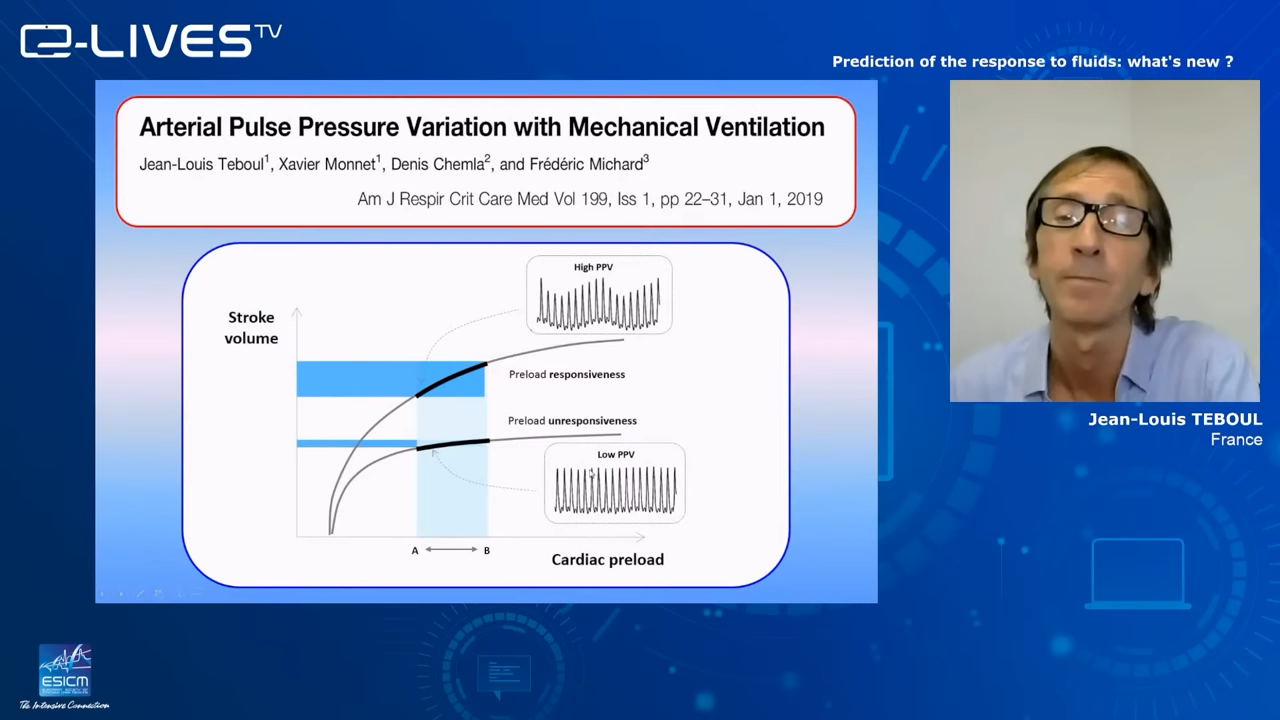 e-LIVES TV
Prediction of the response to fluids: what's new ?
Arterial Pulse Pressure Variation with Mechanical Ventilation
Jean-Louis Teboul1, Xavier Monnet1, Denis Chemla2, and Frédéric Michard3
Am J Respir Crit Care Med Vol 199, Iss 1, pp 22–31, Jan 1, 2019
High PPV
Stroke
volume
Preload responsiveness
Preload unresponsiveness
Low PPV
A
B
Cardiac preload
Jean-Louis TEBOUL
France
ESICM
The Intensive Connection